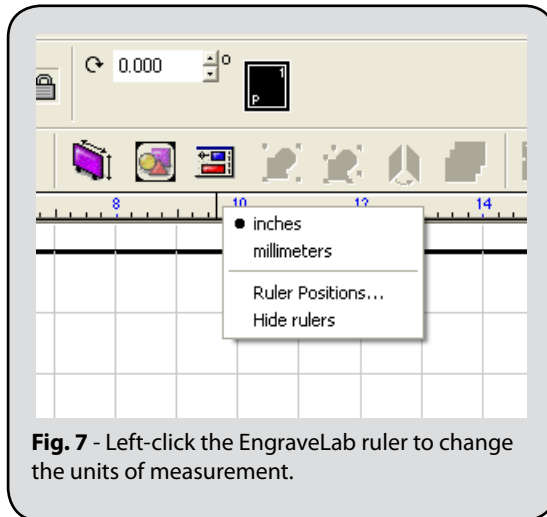 0.000 °
1
P
8 10 12 14
inches
millimeters
Ruler Positions...
Hide rulers
Fig. 7 - Left-click the EngraveLab ruler to change
the units of measurement.